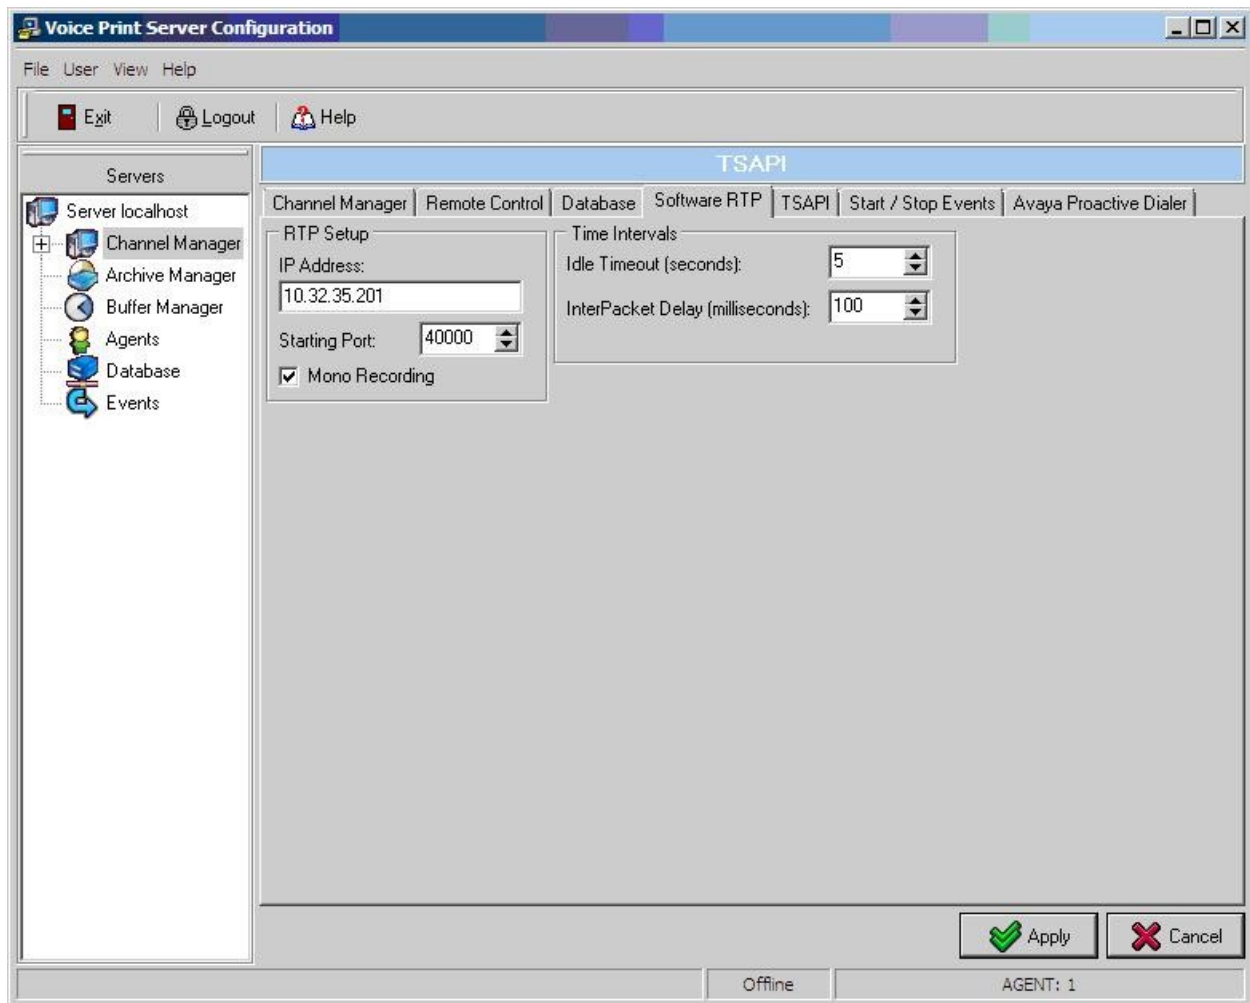 Voice Print Server Configuration
File User View Help
Exit Logout Help
Servers
Server localhost
Channel Manager
Archive Manager
Buffer Manager
Agents
Database
Events
TSAPI
Channel Manager Remote Control Database Software RTP TSAPI Start / Stop Events Avaya Proactive Dialer
RTP Setup
IP Address:
10.32.35.201
Starting Port: 40000
Mono Recording
Time Intervals
Idle Timeout (seconds): 5
InterPacket Delay (milliseconds): 100
Apply Cancel
Offline AGENT: 1